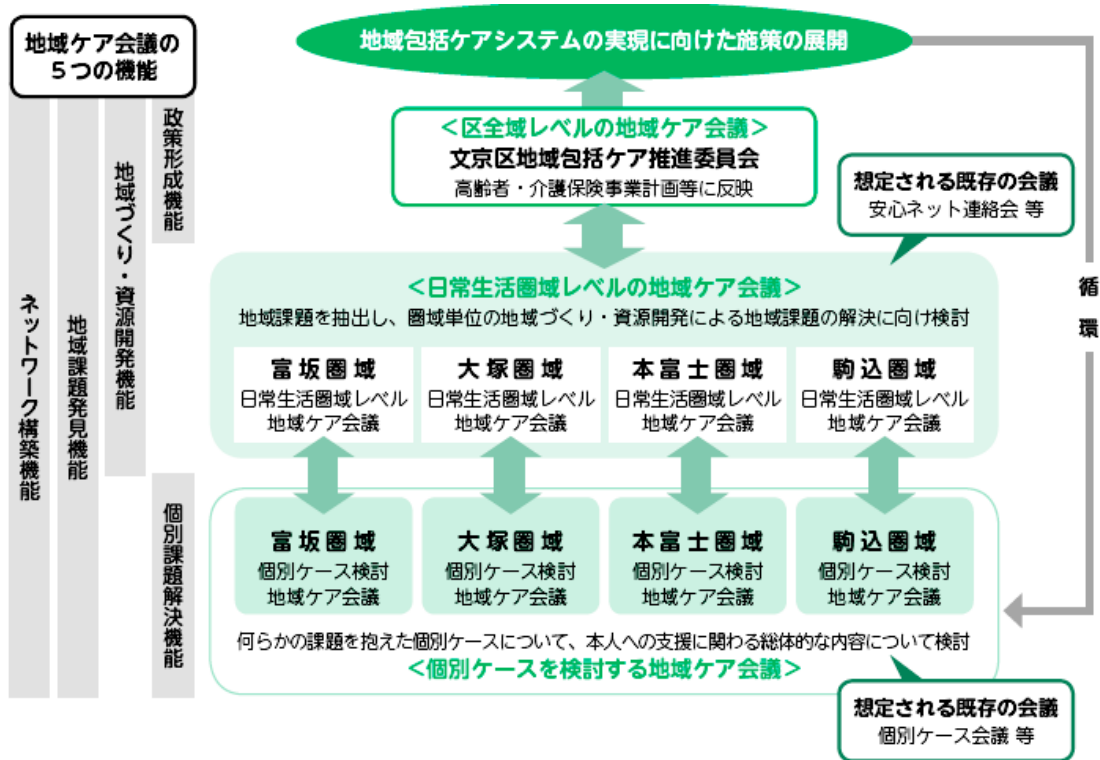 地域ケア会議の
5つの機能
ネットワーク構築機能
地域課題発見機能
地域づくり・資源開発機能
政策形成機能
個別課題解決機能
地域包括ケアシステムの実現に向けた施策の展開
<区全域レベルの地域ケア会議>
文京区地域包括ケア推進委員会
高齢者・介護保険事業計画等に反映
想定される既存の会議
安心ネット連絡会 等
循環
<日常生活圏域レベルの地域ケア会議>
地域課題を抽出し、圏域単位の地域づくり・資源開発による地域課題の解決に向け検討
富坂圏域
日常生活圏域レベル
地域ケア会議
大塚圏域
日常生活圏域レベル
地域ケア会議
本富士圏域
日常生活圏域レベル
地域ケア会議
駒込圏域
日常生活圏域レベル
地域ケア会議
富坂圏域
個別ケース検討
地域ケア会議
大塚圏域
個別ケース検討
地域ケア会議
本富士圏域
個別ケース検討
地域ケア会議
駒込圏域
個別ケース検討
地域ケア会議
何らかの課題を抱えた個別ケースについて、本人への支援に関わる総体的な内容について検討
<個別ケースを検討する地域ケア会議>
想定される既存の会議
個別ケース会議 等